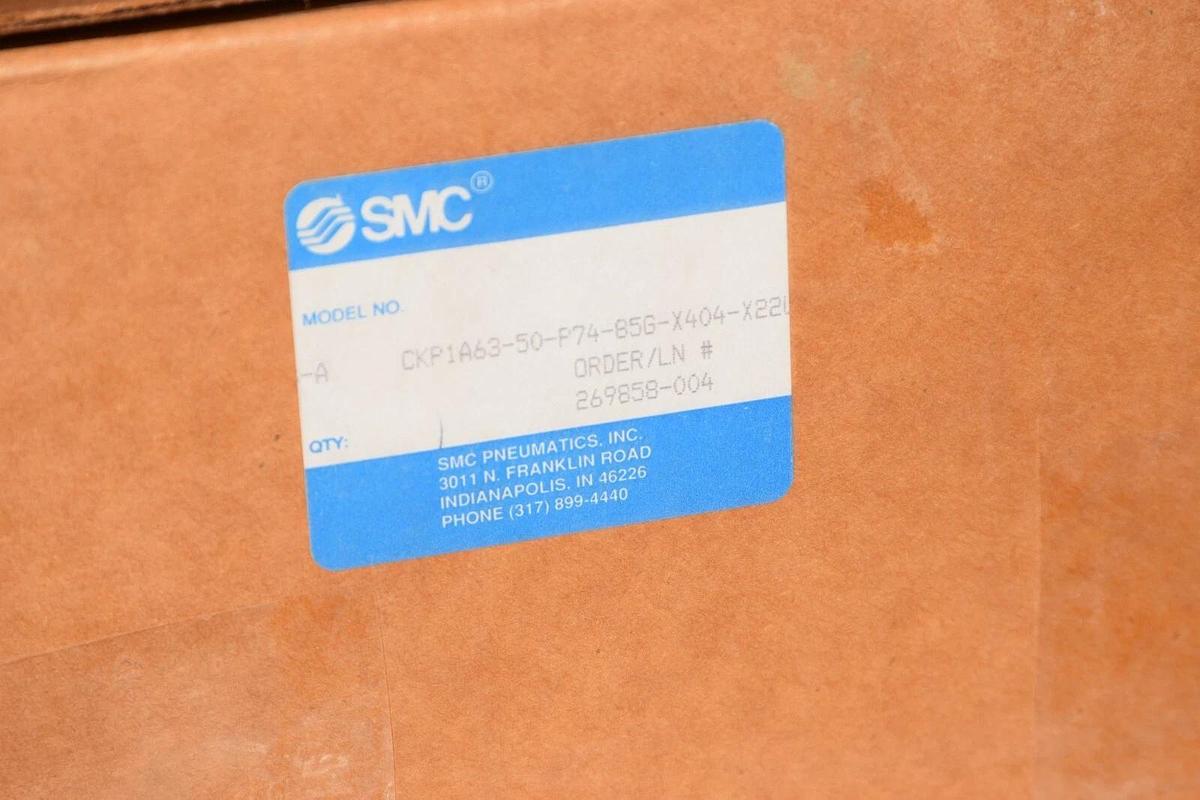 SMC®
MODEL NO.
CKP1A63-50-P74-85G-X404-X22
-A
ORDER/LN #
269858-004
QTY:
SMC PNEUMATICS, INC.
3011 N. FRANKLIN ROAD
INDIANAPOLIS, IN 46226
PHONE (317) 899-4440